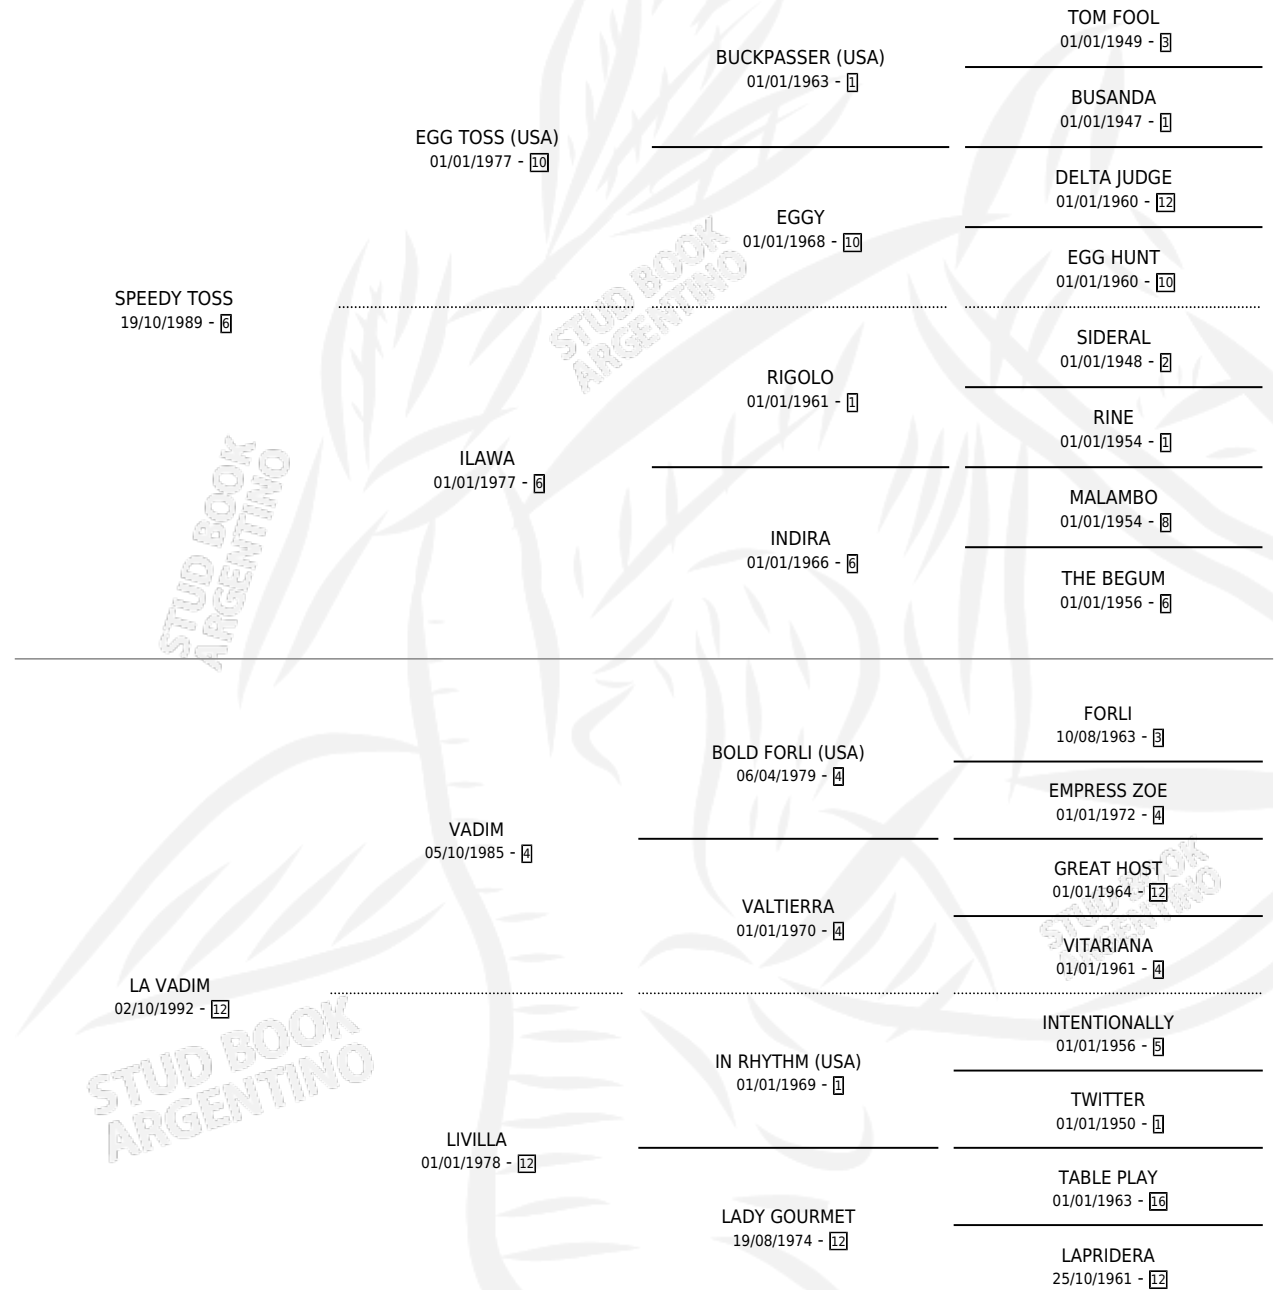 TOM FOOL
01/01/1949 - 3
BUCKPASSER (USA)
01/01/1963 - 1
BUSANDA
01/01/1947 - 1
EGG TOSS (USA)
01/01/1977 - 10
DELTA JUDGE
01/01/1960 - 12
EGGY
01/01/1968 - 10
EGG HUNT
01/01/1960 - 10
SPEEDY TOSS
19/10/1989 - 6
SIDERAL
01/01/1948 - 2
RIGOLO
01/01/1961 - 1
RINE
01/01/1954 - 1
ILAWA
01/01/1977 - 6
MALAMBO
01/01/1954 - 8
INDIRA
01/01/1966 - 6
THE BEGUM
01/01/1956 - 6
FORLI
10/08/1963 - 3
BOLD FORLI (USA)
06/04/1979 - 4
EMPRESS ZOE
01/01/1972 - 4
VADIM
05/10/1985 - 4
GREAT HOST
01/01/1964 - 12
VALTIERRA
01/01/1970 - 4
VITARIANA
01/01/1961 - 4
LA VADIM
02/10/1992 - 12
INTENTIONALLY
01/01/1956 - 5
IN RHYTHM (USA)
01/01/1969 - 1
TWITTER
01/01/1950 - 1
LIVILLA
01/01/1978 - 12
TABLE PLAY
01/01/1963 - 16
LADY GOURMET
19/08/1974 - 12
LAPRIDERA
25/10/1961 - 12
STUD BOOK
ARGENTINO
STUD BOOK
ARGENTINO
STUD BOOK
ARGENTINO
STUD BOOK
ARGENTINO